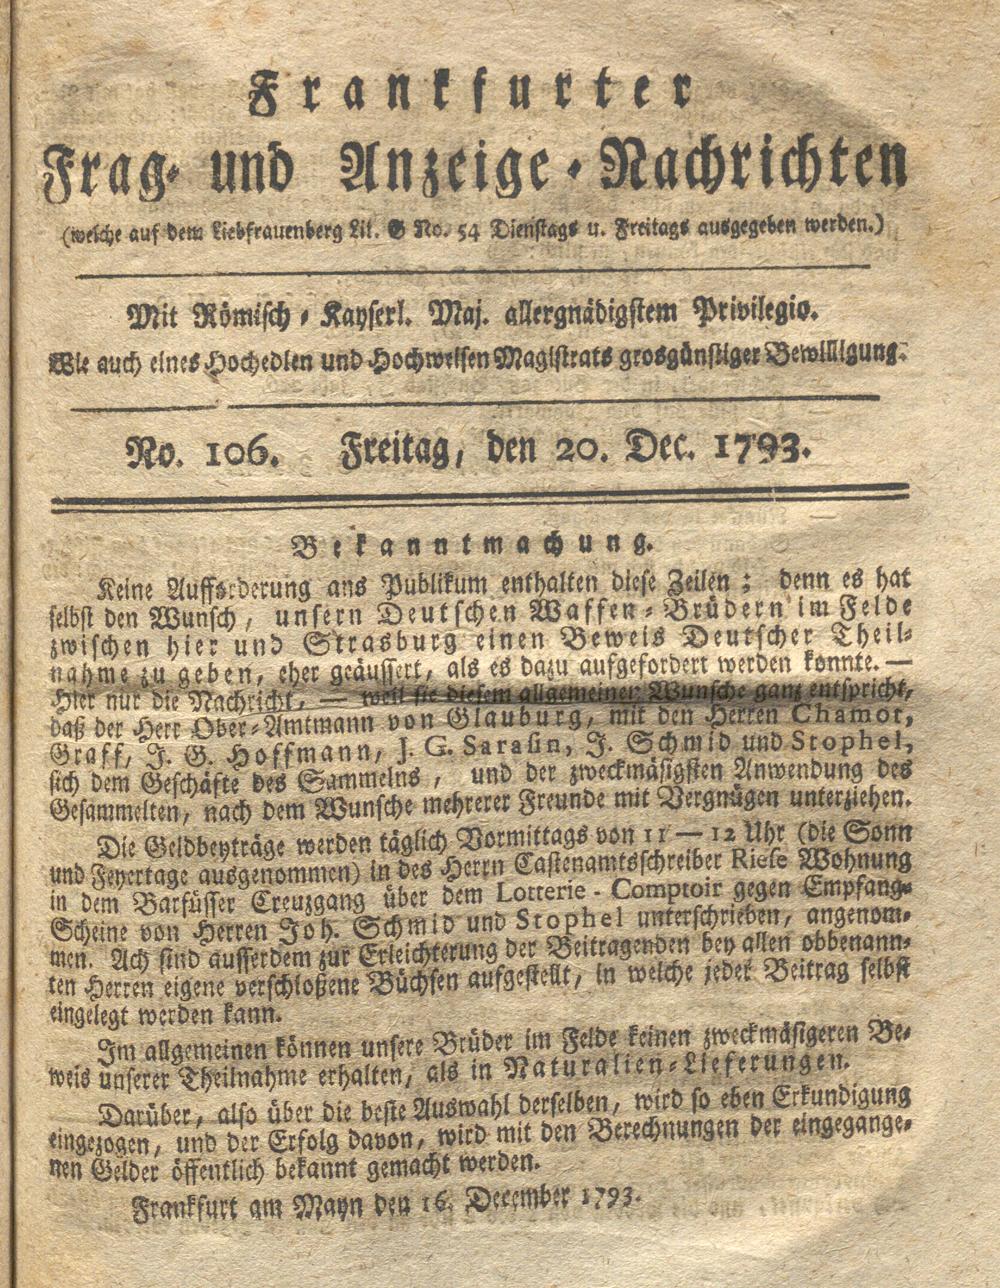 Frankfurter
Frag- und Anzeige-Nachrichten
(welche auf dem Liebfrauenberg Lit. G No. 54 Dienstags u. Freitags ausgegeben werden.)
Mit Römisch-Kayserl. Maj. allergnädigstem Privilegio.
Wie auch eines Hochedlen und Hochweisen Magistrats grosgünstiger Bewilligung.
No. 106. Freitag, den 20. Dec. 1793.
Bekanntmachung.
Keine Aufforderung ans Publikum enthalten diese Zeilen; denn es hat
selbst den Wunsch, unsern Deutschen Waffen-Brüdern im Felde
zwischen hier und Strasburg einen Beweis Deutscher Theil-
nahme zu geben, eher geäussert, als es dazu aufgefordert werden konnte. —
Hier nur die Nachricht, — weil sie diesem allgemeinen Wunsche ganz entspricht,
daß der Herr Ober-Amtmann von Glauburg, mit den Herren Chamot,
Graff, J. G. Hoffmann, J. G. Sarasin, J. Schmid und Stophel,
sich dem Geschäfte des Sammelns, und der zweckmäsigsten Anwendung des
Gesammelten, nach dem Wunsche mehrerer Freunde mit Vergnügen unterziehen.
Die Geldbeyträge werden täglich Vormittags von 11 — 12 Uhr (die Sonn
und Feyertage ausgenommen) in des Herrn Castenamtsschreiber Riese Wohnung
in dem Barfüsser Creuzgang über dem Lotterie-Comptoir gegen Empfang-
Scheine von Herren Joh. Schmid und Stophel unterschrieben, angenom-
men. Ach sind ausserdem zur Erleichterung der Beitragenden bey allen obbenann-
ten Herren eigene verschloßene Büchsen aufgestellt, in welche jeder Beitrag selbst
eingelegt werden kann.
Im allgemeinen können unsere Brüder im Felde keinen zweckmäsigeren Be-
weis unserer Theilnahme erhalten, als in Naturalien-Lieferungen.
Darüber, also über die beste Auswahl derselben, wird so eben Erkundigung
eingezogen, und der Erfolg davon, wird mit den Berechnungen der eingegange-
nen Gelder öffentlich bekannt gemacht werden.
Frankfurt am Mayn den 16. December 1793.